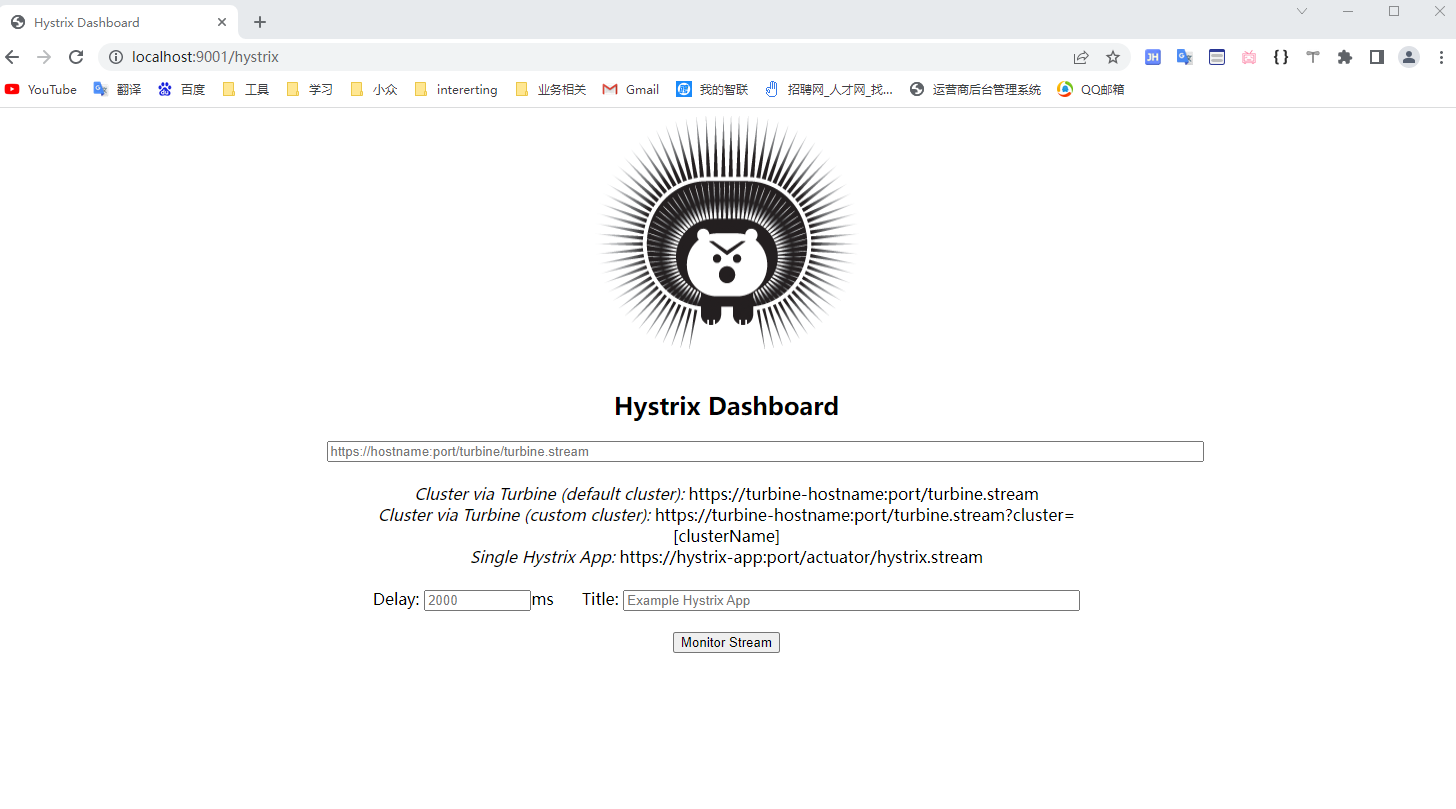 Hystrix Dashboard
localhost:9001/hystrix
JH
YouTube 翻译 百度 工具 学习 小众 intererting 业务相关 Gmail 我的智联 招聘网_人才网_找... 运营商后台管理系统 QQ邮箱
Hystrix Dashboard
https://hostname:port/turbine/turbine.stream
Cluster via Turbine (default cluster): https://turbine-hostname:port/turbine.stream
Cluster via Turbine (custom cluster): https://turbine-hostname:port/turbine.stream?cluster=
[clusterName]
Single Hystrix App: https://hystrix-app:port/actuator/hystrix.stream
Delay: 2000 ms Title: Example Hystrix App
Monitor Stream